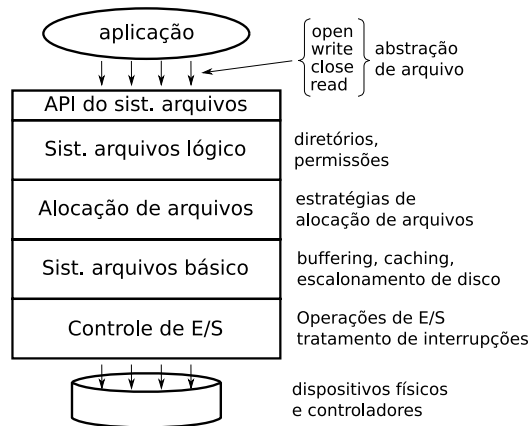 aplicação
open
write
close
read
abstração
de arquivo
API do sist. arquivos
Sist. arquivos lógico
diretórios,
permissões
Alocação de arquivos
estratégias de
alocação de arquivos
Sist. arquivos básico
buffering, caching,
escalonamento de disco
Controle de E/S
Operações de E/S
tratamento de interrupções
dispositivos físicos
e controladores